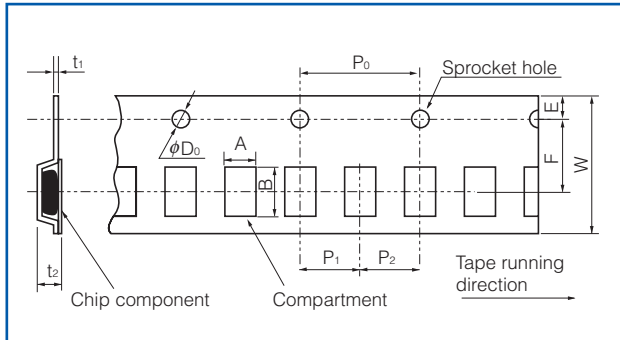 t1
P0
Sprocket hole
E
A
F
W
ϕD0
B
P1
P2
t2
Tape running
direction
Chip component
Compartment